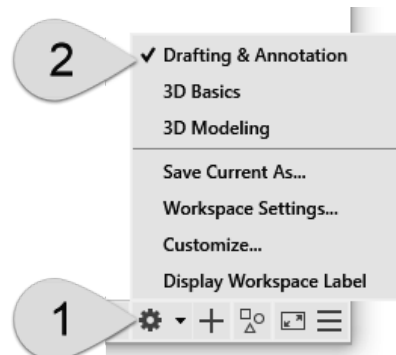 2
✓ Drafting & Annotation
3D Basics
3D Modeling
Save Current As...
Workspace Settings...
Customize...
Display Workspace Label
1